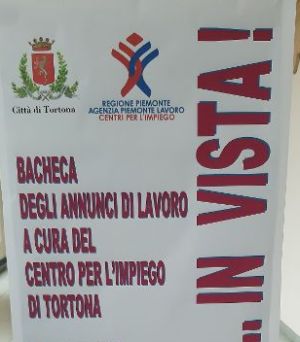 Città di Tortona
REGIONE PIEMONTE
AGENZIA PIEMONTE LAVORO
CENTRI PER L'IMPIEGO
BACHECA
DEGLI ANNUNCI DI LAVORO
A CURA DEL
CENTRO PER L'IMPIEGO
DI TORTONA
... IN VISTA!